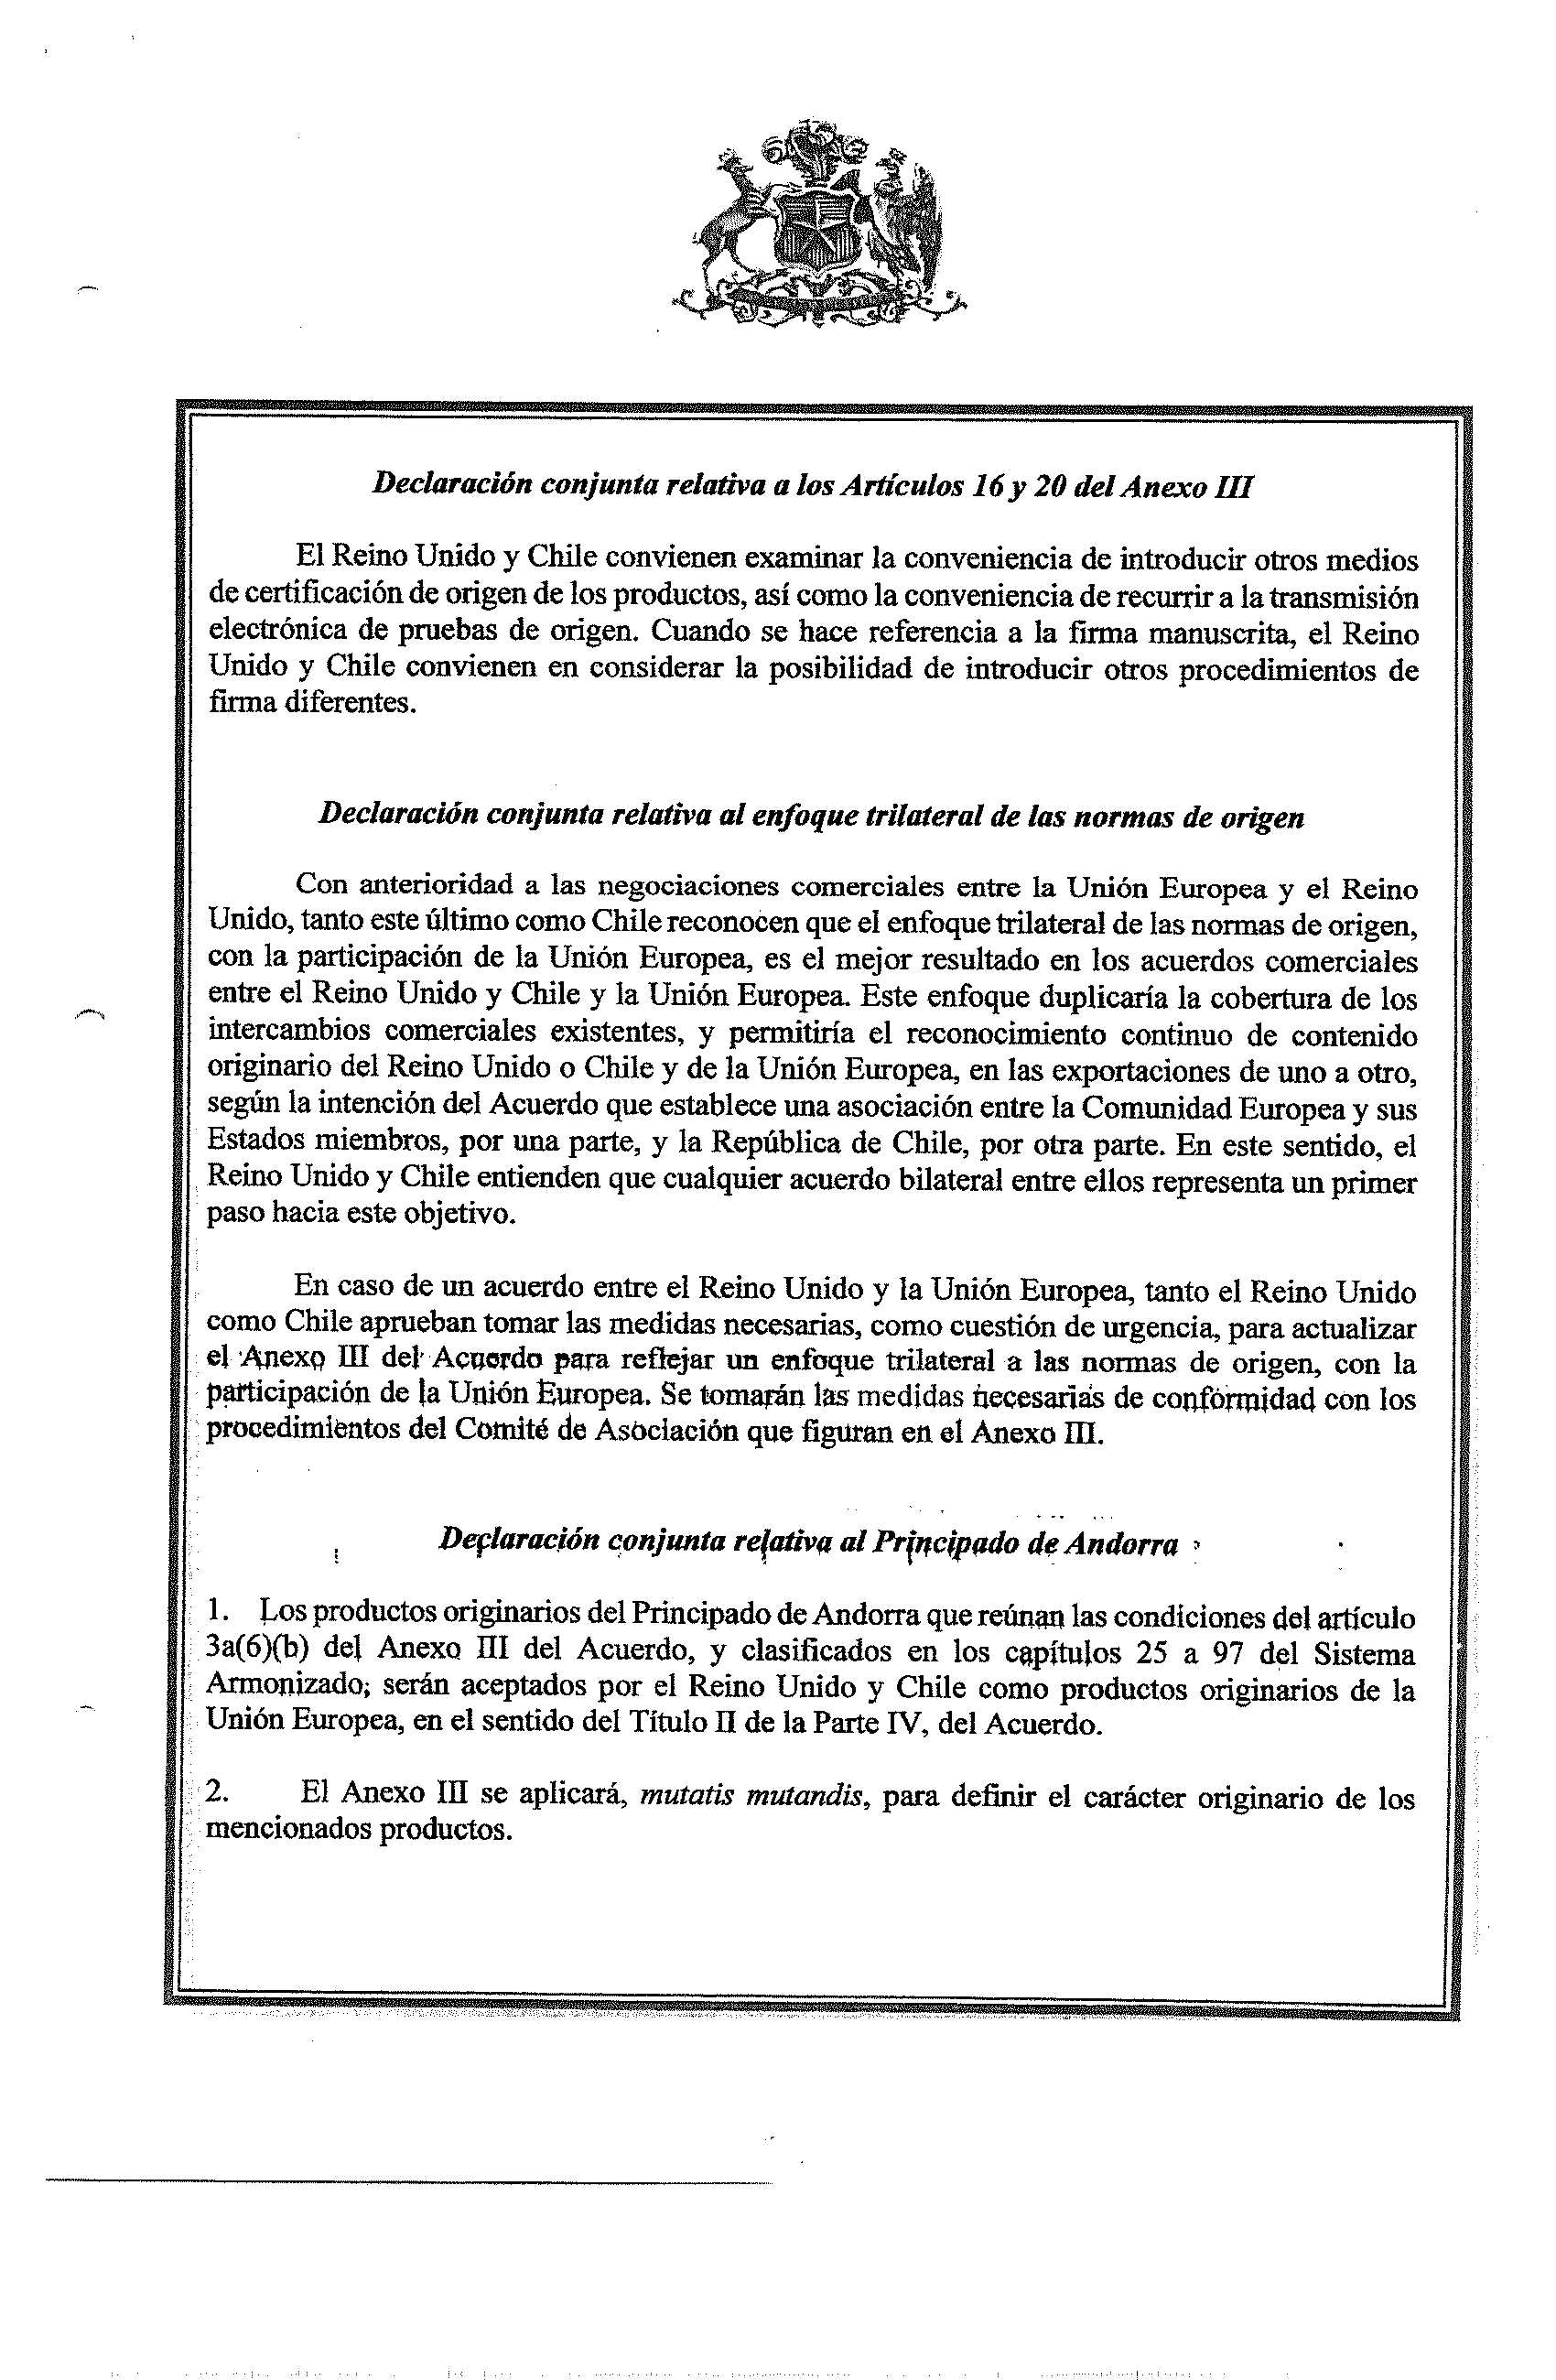 Declaración conjunta relativa a los Artículos 16 y 20 del Anexo III
El Reino Unido y Chile convienen examinar la conveniencia de introducir otros medios
de certificación de origen de los productos, así como la conveniencia de recurrir a la transmisión
electrónica de pruebas de origen. Cuando se hace referencia a la firma manuscrita, el Reino
Unido y Chile convienen en considerar la posibilidad de introducir otros procedimientos de
firma diferentes.
Declaración conjunta relativa al enfoque trilateral de las normas de origen
Con anterioridad a las negociaciones comerciales entre la Unión Europea y el Reino
Unido, tanto este último como Chile reconocen que el enfoque trilateral de las normas de origen,
con la participación de la Unión Europea, es el mejor resultado en los acuerdos comerciales
entre el Reino Unido y Chile y la Unión Europea. Este enfoque duplicaría la cobertura de los
intercambios comerciales existentes, y permitiría el reconocimiento continuo de contenido
originario del Reino Unido o Chile y de la Unión Europea, en las exportaciones de uno a otro,
según la intención del Acuerdo que establece una asociación entre la Comunidad Europea y sus
Estados miembros, por una parte, y la República de Chile, por otra parte. En este sentido, el
Reino Unido y Chile entienden que cualquier acuerdo bilateral entre ellos representa un primer
paso hacia este objetivo.
En caso de un acuerdo entre el Reino Unido y la Unión Europea, tanto el Reino Unido
como Chile aprueban tomar las medidas necesarias, como cuestión de urgencia, para actualizar
el Anexo III del Acuerdo para reflejar un enfoque trilateral a las normas de origen, con la
participación de la Unión Europea. Se tomarán las medidas necesarias de conformidad con los
procedimientos del Comité de Asociación que figuran en el Anexo III.
Declaración conjunta relativa al Principado de Andorra
1. Los productos originarios del Principado de Andorra que reúnan las condiciones del artículo
3a(6)(b) del Anexo III del Acuerdo, y clasificados en los capítulos 25 a 97 del Sistema
Armonizado; serán aceptados por el Reino Unido y Chile como productos originarios de la
Unión Europea, en el sentido del Título II de la Parte IV, del Acuerdo.
2. El Anexo III se aplicará, mutatis mutandis, para definir el carácter originario de los
mencionados productos.